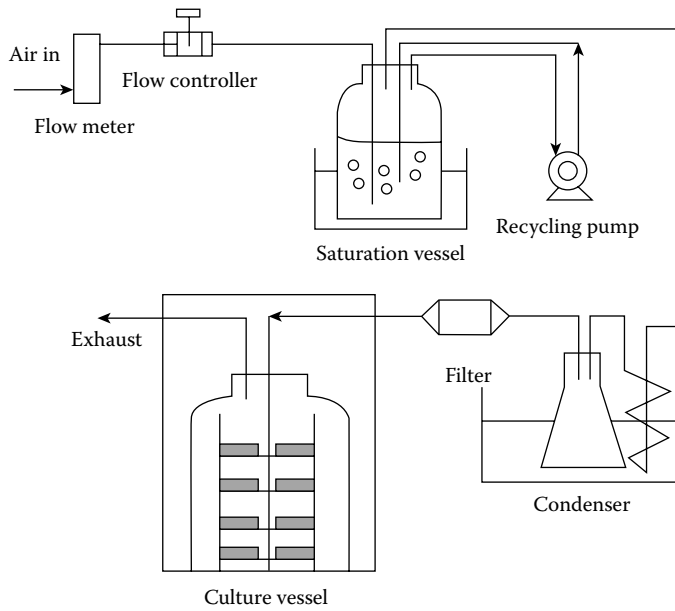 Air in
Flow controller
Flow meter
Recycling pump
Saturation vessel
Exhaust
Filter
Condenser
Culture vessel